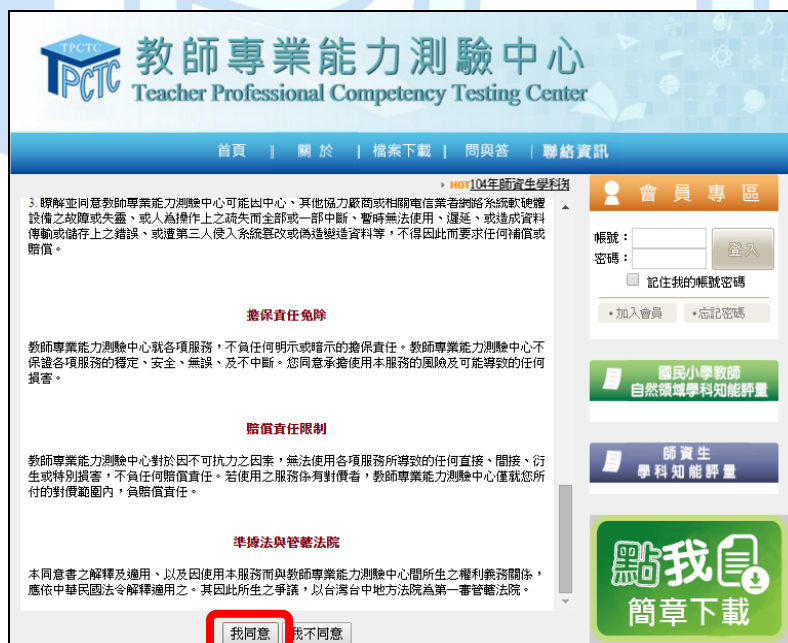 TPCTC
TPCTC
教師專業能力測驗中心
Teacher Professional Competency Testing Center
首頁 | 關於 | 檔案下載 | 問與答 | 聯絡資訊
HOT104年師資生學科知
3. 瞭解並同意教師專業能力測驗中心可能因中心、其他協力廠商或相關電信業者網絡系統軟硬體
設備之故障或失靈、或人為操作上之疏失而全部或一部中斷、暫時無法使用、遲延、或造成資料
傳輸或儲存上之錯誤、或遭第三人侵入系統篡改或偽造變造資料等，不得因此而要求任何補償或
賠償。
擔保責任免除
教師專業能力測驗中心就各項服務，不負任何明示或暗示的擔保責任。教師專業能力測驗中心不
保證各項服務的穩定、安全、無誤、及不中斷。您同意承擔使用本服務的風險及可能導致的任何
損害。
賠償責任限制
教師專業能力測驗中心對於因不可抗力之因素，無法使用各項服務所導致的任何直接、間接、衍
生或特別損害，不負任何賠償責任。若使用之服務係有對價者，教師專業能力測驗中心僅就您所
付的對價範圍內，負賠償責任。
準據法與管轄法院
本同意書之解釋及適用、以及因使用本服務而與教師專業能力測驗中心間所生之權利義務關係，
應依中華民國法令解釋適用之。其因此所生之爭議，以台灣台中地方法院為第一審管轄法院。
我同意 我不同意
會員專區
帳號：
密碼：
登入
記住我的帳號密碼
•加入會員 •忘記密碼
國民小學教師
自然領域學科知能評量
師資生
學科知能評量
點我
簡章下載